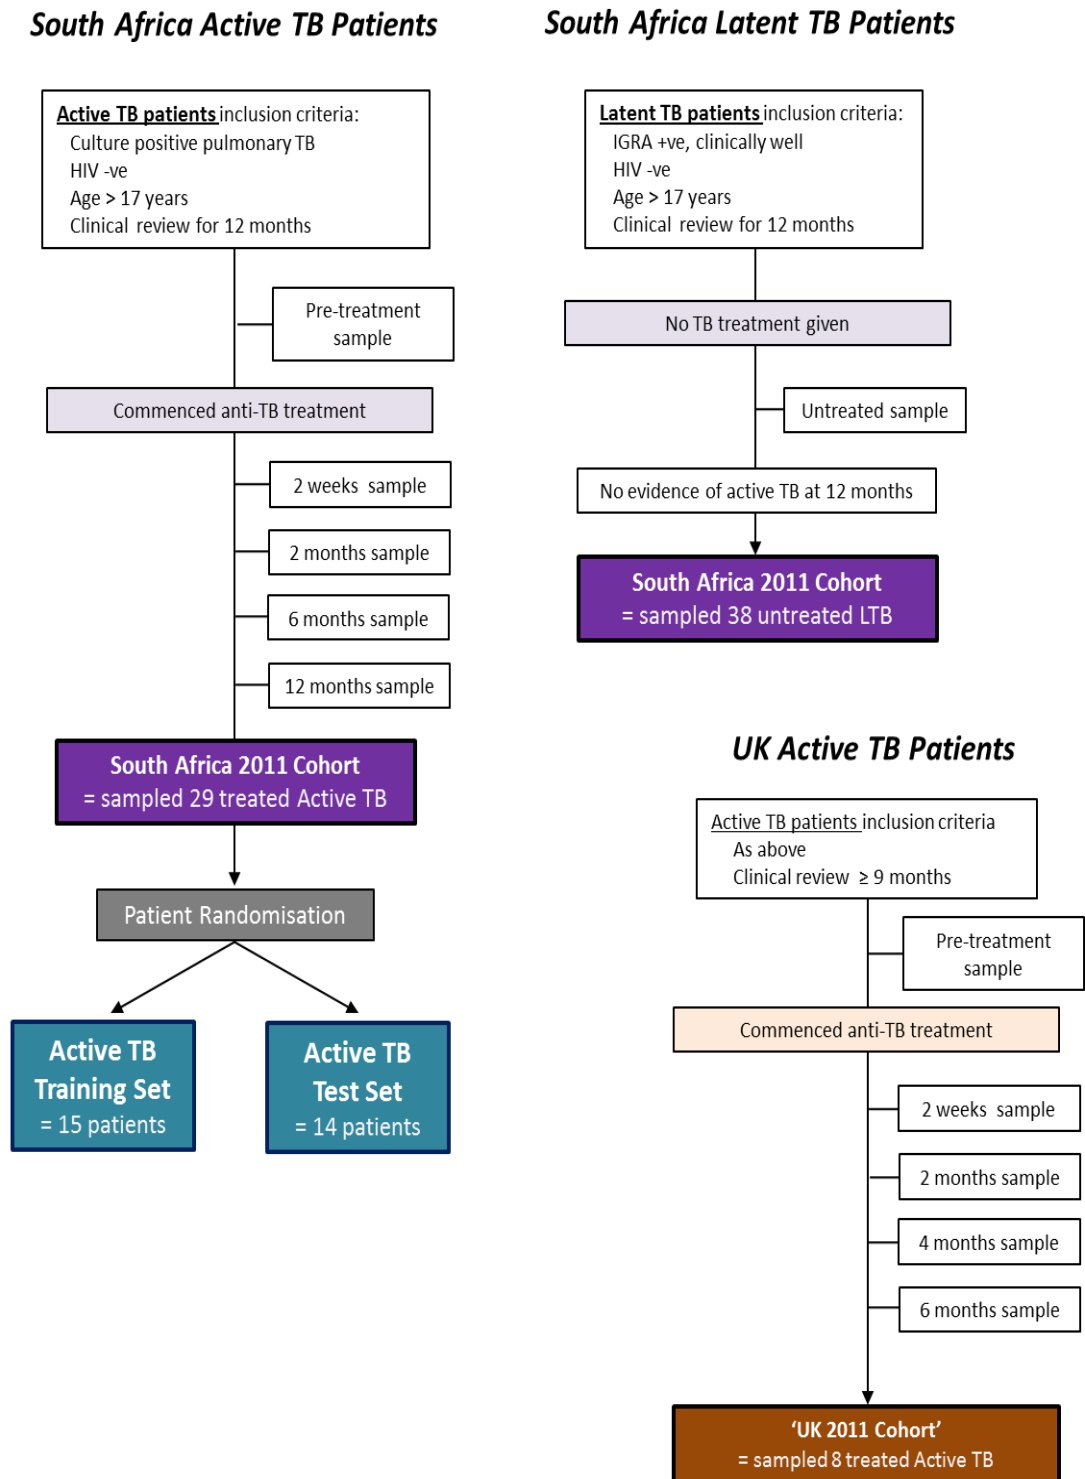 South Africa Active TB Patients
Active TB patients inclusion criteria:
Culture positive pulmonary TB
HIV -ve
Age > 17 years
Clinical review for 12 months
Pre-treatment
sample
Commenced anti-TB treatment
2 weeks sample
2 months sample
6 months sample
12 months sample
South Africa 2011 Cohort
= sampled 29 treated Active TB
Patient Randomisation
Active TB
Training Set
= 15 patients
Active TB
Test Set
= 14 patients
South Africa Latent TB Patients
Latent TB patients inclusion criteria:
IGRA +ve, clinically well
HIV -ve
Age > 17 years
Clinical review for 12 months
No TB treatment given
Untreated sample
No evidence of active TB at 12 months
South Africa 2011 Cohort
= sampled 38 untreated LTB
UK Active TB Patients
Active TB patients inclusion criteria
As above
Clinical review ≥ 9 months
Pre-treatment
sample
Commenced anti-TB treatment
2 weeks sample
2 months sample
4 months sample
6 months sample
‘UK 2011 Cohort’
= sampled 8 treated Active TB